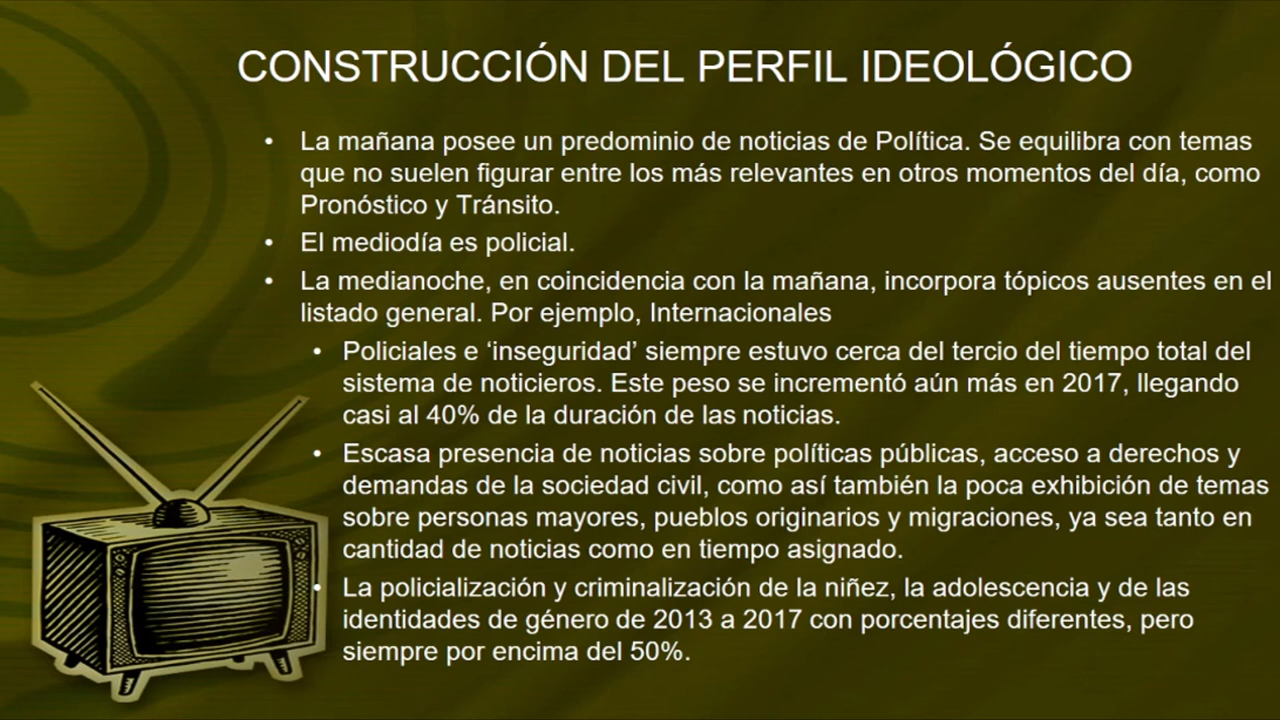 CONSTRUCCIÓN DEL PERFIL IDEOLÓGICO
• La mañana posee un predominio de noticias de Política. Se equilibra con temas
que no suelen figurar entre los más relevantes en otros momentos del día, como
Pronóstico y Tránsito.
• El mediodía es policial.
• La medianoche, en coincidencia con la mañana, incorpora tópicos ausentes en el
listado general. Por ejemplo, Internacionales
• Policiales e ‘inseguridad’ siempre estuvo cerca del tercio del tiempo total del
sistema de noticieros. Este peso se incrementó aún más en 2017, llegando
casi al 40% de la duración de las noticias.
• Escasa presencia de noticias sobre políticas públicas, acceso a derechos y
demandas de la sociedad civil, como así también la poca exhibición de temas
sobre personas mayores, pueblos originarios y migraciones, ya sea tanto en
cantidad de noticias como en tiempo asignado.
• La policialización y criminalización de la niñez, la adolescencia y de las
identidades de género de 2013 a 2017 con porcentajes diferentes, pero
siempre por encima del 50%.